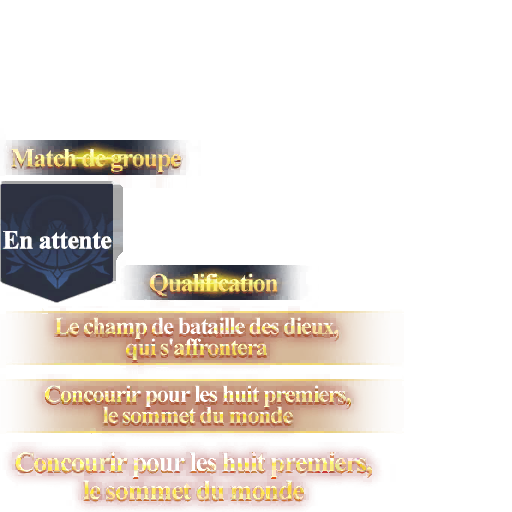 Match de groupe
En attente
Qualification
Le champ de bataille des dieux,
qui s'affrontera
Concourir pour les huit premiers,
le sommet du monde
Concourir pour les huit premiers,
le sommet du monde